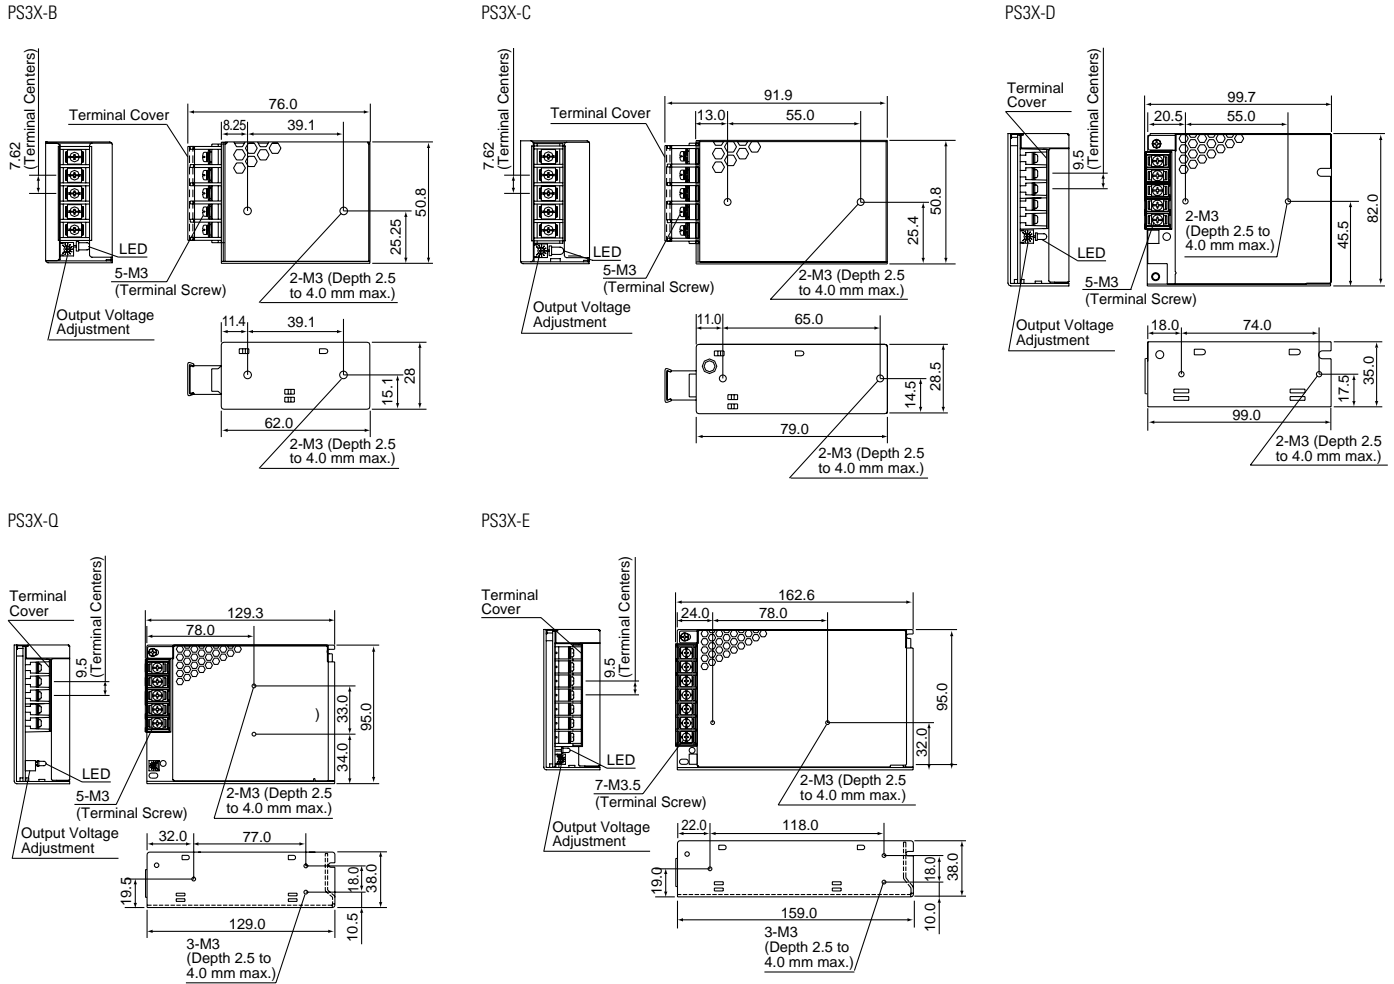 PS3X-B
7.62
(Terminal Centers)
Terminal Cover
76.0
8.25
39.1
50.8
25.25
LED
5-M3
(Terminal Screw)
2-M3 (Depth 2.5
to 4.0 mm max.)
Output Voltage
Adjustment
11.4
39.1
28
15.1
62.0
2-M3 (Depth 2.5
to 4.0 mm max.)
PS3X-C
7.62
(Terminal Centers)
Terminal Cover
91.9
13.0
55.0
50.8
25.4
LED
5-M3
(Terminal Screw)
2-M3 (Depth 2.5
to 4.0 mm max.)
Output Voltage
Adjustment
11.0
65.0
28.5
14.5
79.0
2-M3 (Depth 2.5
to 4.0 mm max.)
PS3X-D
Terminal
Cover
9.5
(Terminal Centers)
99.7
20.5
55.0
82.0
45.5
2-M3
(Depth 2.5 to
4.0 mm max.)
LED
5-M3
(Terminal Screw)
Output Voltage
Adjustment
18.0
74.0
35.0
17.5
99.0
2-M3 (Depth 2.5
to 4.0 mm max.)
PS3X-Q
Terminal
Cover
9.5
(Terminal Centers)
129.3
78.0
33.0
)
95.0
34.0
LED
5-M3
(Terminal Screw)
2-M3 (Depth 2.5
to 4.0 mm max.)
Output Voltage
Adjustment
32.0
77.0
19.5
18.0
38.0
10.5
129.0
3-M3
(Depth 2.5 to
4.0 mm max.)
PS3X-E
Terminal
Cover
9.5
(Terminal Centers)
162.6
24.0
78.0
95.0
32.0
LED
7-M3.5
(Terminal Screw)
2-M3 (Depth 2.5
to 4.0 mm max.)
Output Voltage
Adjustment
22.0
118.0
19.0
18.0
38.0
10.0
159.0
3-M3
(Depth 2.5 to
4.0 mm max.)